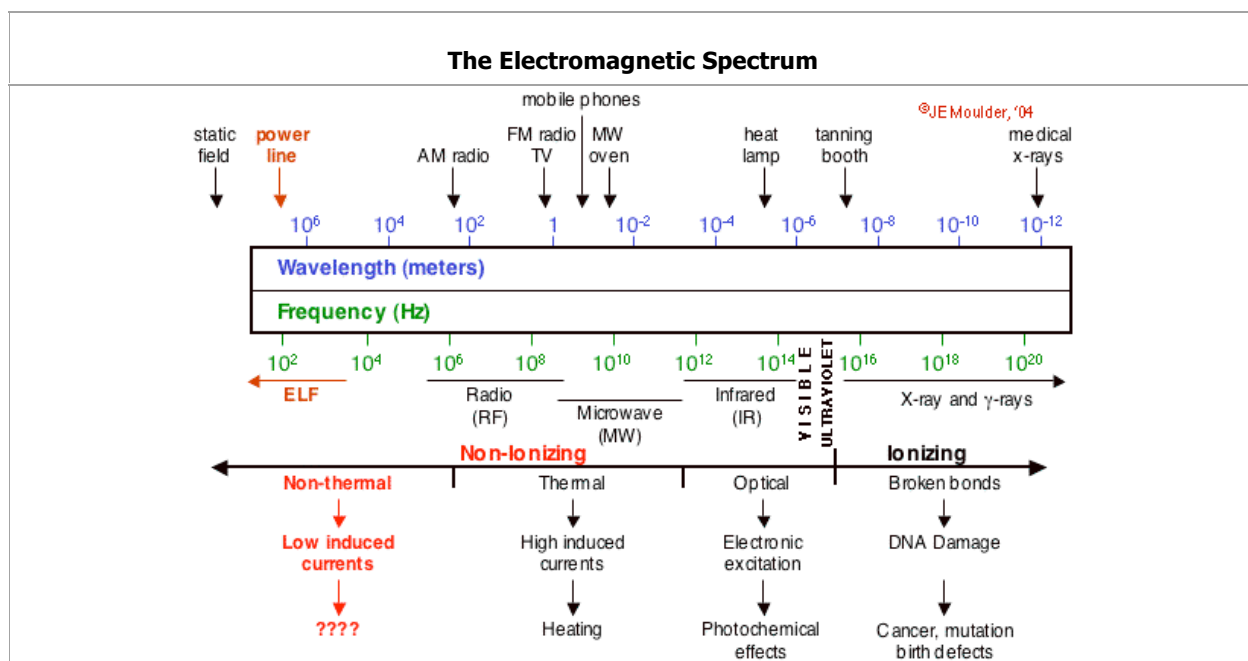 The Electromagnetic Spectrum
©JEMoulder, '04
mobile phones
static
field
power
line
AM radio
FM radio
TV
MW
oven
heat
lamp
tanning
booth
medical
x-rays
10⁶ 10⁴ 10² 1 10⁻² 10⁻⁴ 10⁻⁶ 10⁻⁸ 10⁻¹⁰ 10⁻¹²
Wavelength (meters)
Frequency (Hz)
10² 10⁴ 10⁶ 10⁸ 10¹⁰ 10¹² 10¹⁴ 10¹⁶ 10¹⁸ 10²⁰
ELF
Radio
(RF)
Microwave
(MW)
Infrared
(IR)
VISIBLE
ULTRAVIOLET
X-ray and γ-rays
Non-Ionizing
Ionizing
Non-thermal
Low induced
currents
????
Thermal
High induced
currents
Heating
Optical
Electronic
excitation
Photochemical
effects
Broken bonds
DNA Damage
Cancer, mutation
birth defects